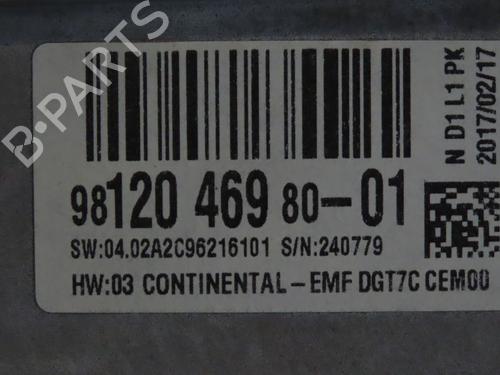 98120 469 80-01
SW:04.02A2C96216101 S/N:240779
HW:03 CONTINENTAL-EMF DGT7C CEM00
N D1 L1 PK
2017/02/17
B-PARTS